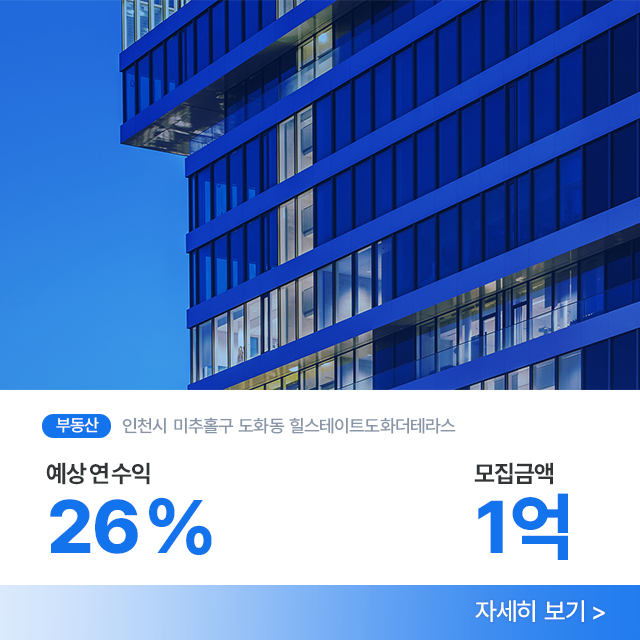 부동산 인천시 미추홀구 도화동 힐스테이트도화더테라스
예상 연 수익 모집금액
26% 1억
자세히 보기 >